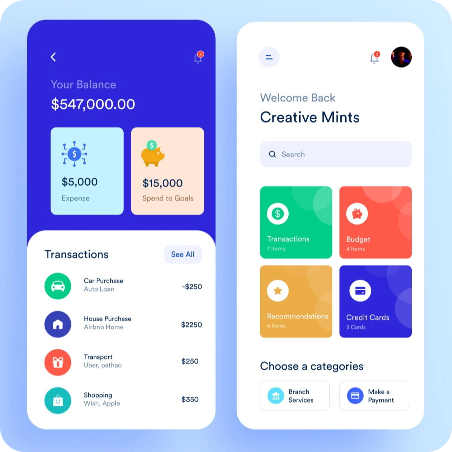 Your Balance
$547,000.00
$5,000
Expense
$15,000
Spend to Goals
Transactions
See All
Car Purchase
Auto Loan
-$250
House Purchase
Airbnb Home
$2250
Transport
Uber, pathao
$250
Shopping
Wish, Apple
$350
Welcome Back
Creative Mints
Search
Transactions
7 Items
Budget
4 Items
Recommendations
6 Items
Credit Cards
3 Cards
Choose a categories
Branch
Services
Make a
Payment